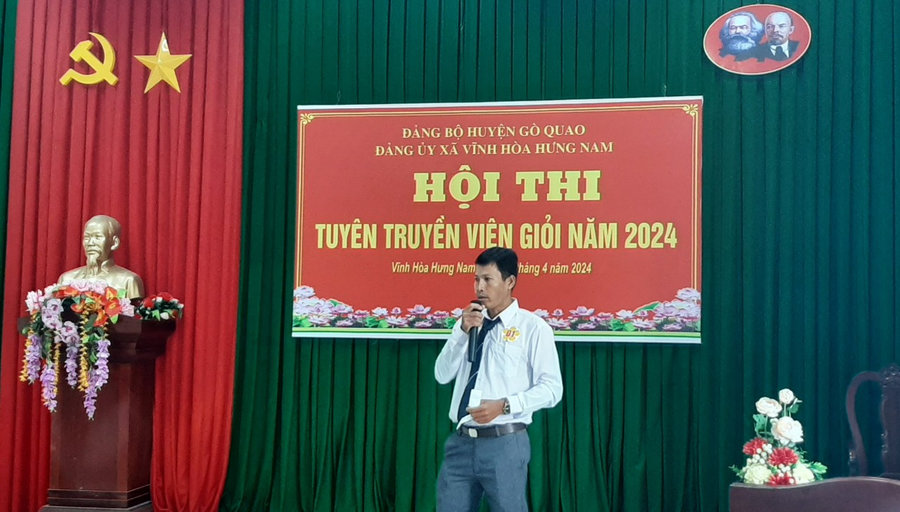 ĐẢNG BỘ HUYỆN GÒ QUAO
ĐẢNG ỦY XÃ VĨNH HÒA HƯNG NAM
HỘI THI
TUYÊN TRUYỀN VIÊN GIỎI NĂM 2024
Vĩnh Hòa Hưng Nam, tháng 4 năm 2024